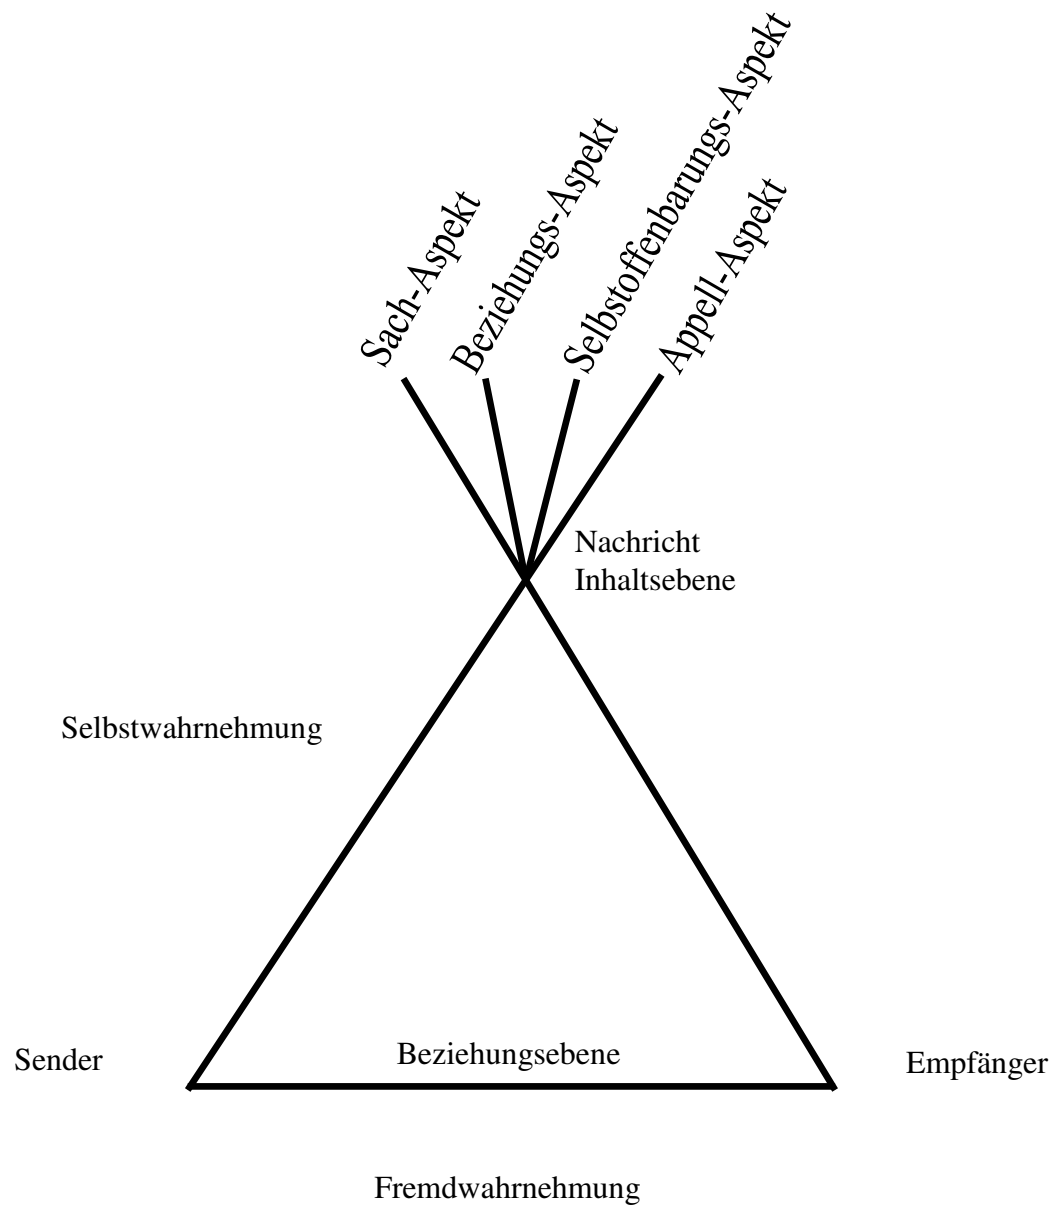 Sach-Aspekt
Beziehungs-Aspekt
Selbstoffenbarungs-Aspekt
Appell-Aspekt
Nachricht
Inhaltsebene
Selbstwahrnehmung
Sender
Beziehungsebene
Empfänger
Fremdwahrnehmung